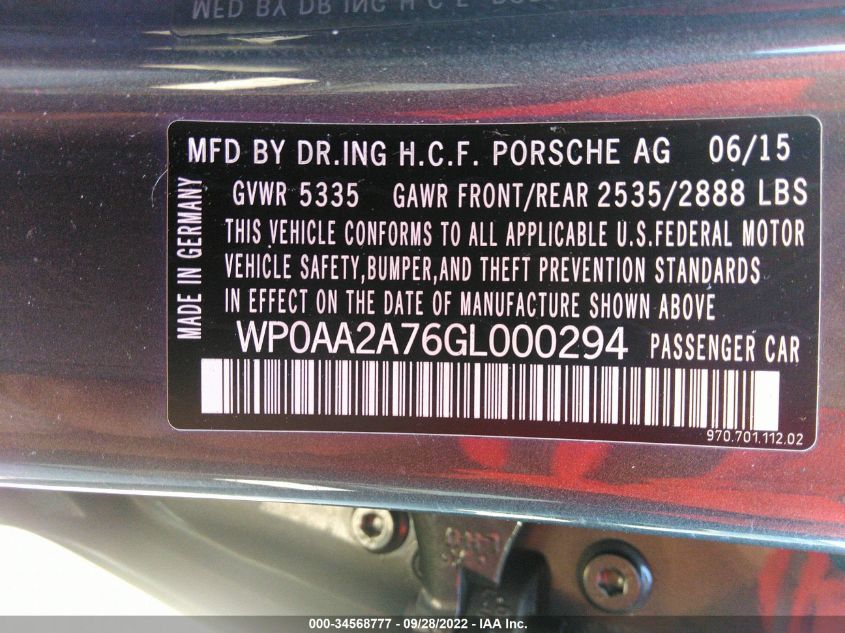 MFD BY DR.ING H.C.F. PORSCHE AG 06/15
GVWR 5335 GAWR FRONT/REAR 2535/2888 LBS
THIS VEHICLE CONFORMS TO ALL APPLICABLE U.S.FEDERAL MOTOR
VEHICLE SAFETY,BUMPER,AND THEFT PREVENTION STANDARDS
IN EFFECT ON THE DATE OF MANUFACTURE SHOWN ABOVE
WP0AA2A76GL000294 PASSENGER CAR
970.701.112.02
MADE IN GERMANY
000-34568777 - 09/28/2022 - IAA Inc.